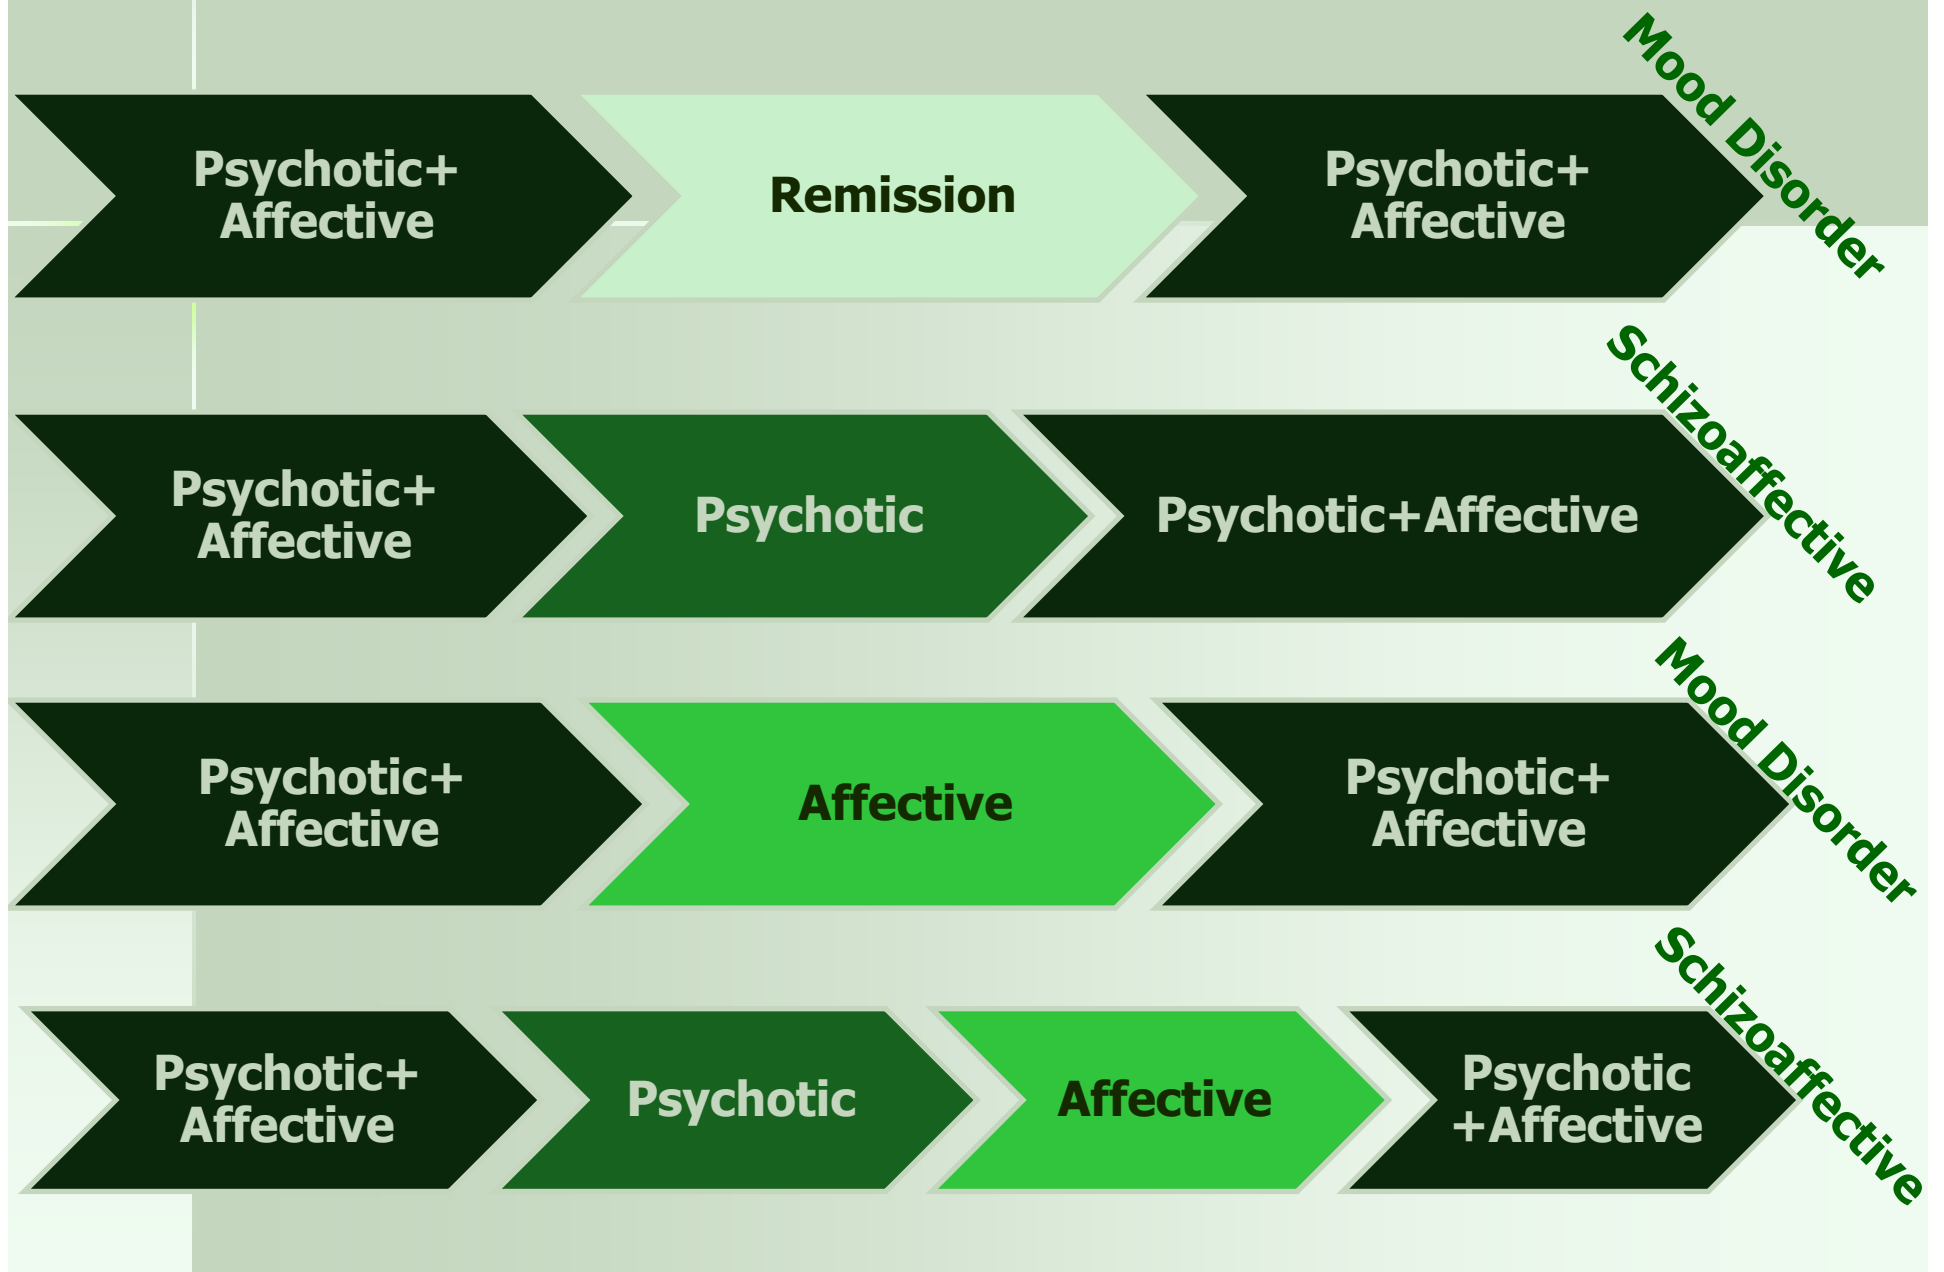 Mood Disorder
Psychotic+
Affective
Remission
Psychotic+
Affective
Schizoaffective
Psychotic+
Affective
Psychotic
Psychotic+Affective
Mood Disorder
Psychotic+
Affective
Affective
Psychotic+
Affective
Schizoaffective
Psychotic+
Affective
Psychotic
Affective
Psychotic
+Affective